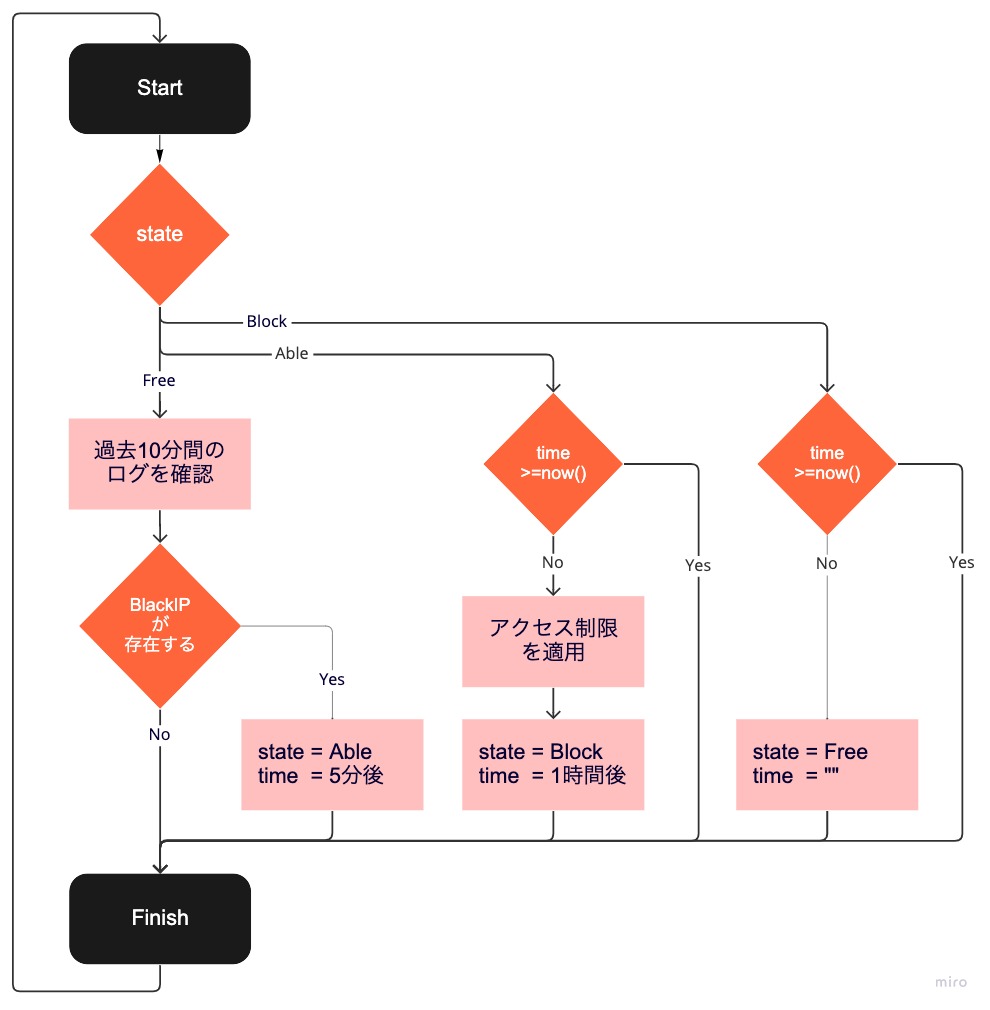 Start
state
Block
Able
Free
過去10分間の
ログを確認
time
>=now()
time
>=now()
BlackIP
が
存在する
Yes
No
No
Yes
No
Yes
アクセス制限
を適用
state = Able
time = 5分後
state = Block
time = 1時間後
state = Free
time = ""
Finish
miro